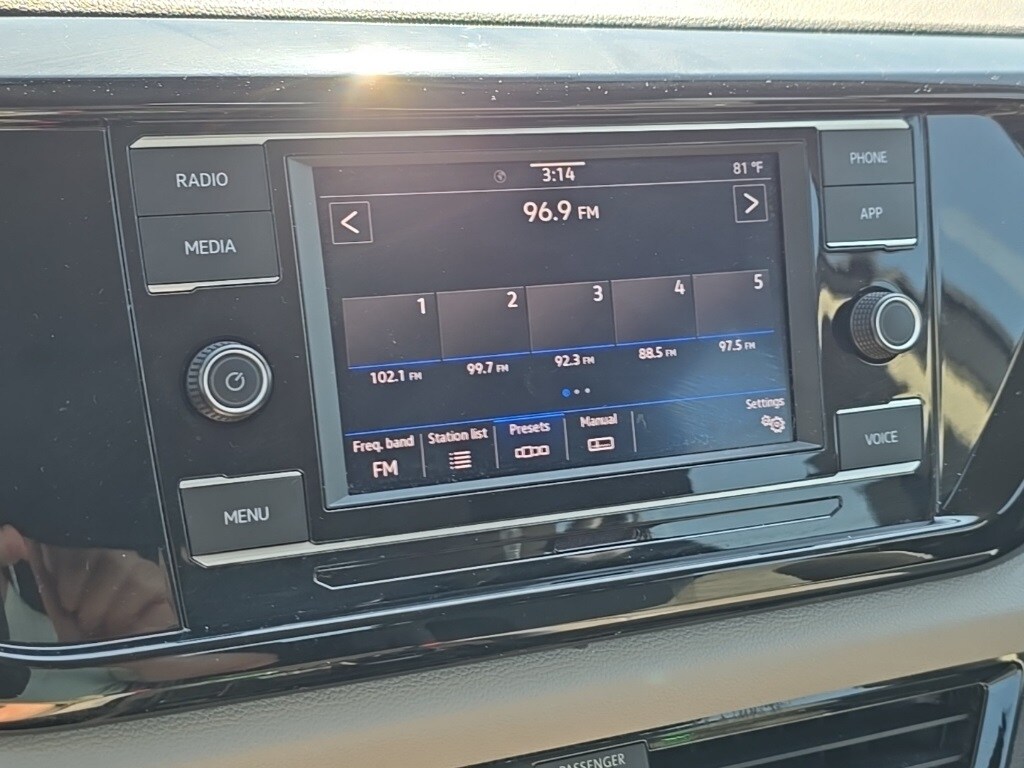 RADIO
MEDIA
MENU
3:14
81 °F
<
96.9 FM
>
1 2 3 4 5
102.1 FM 99.7 FM 92.3 FM 88.5 FM 97.5 FM
Freq. band Station list Presets Manual Settings
FM
PHONE
APP
VOICE
PASSENGER